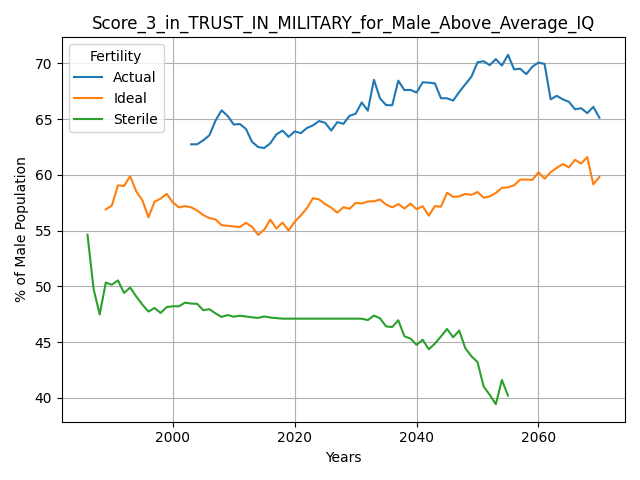 Score_3_in_TRUST_IN_MILITARY_for_Male_Above_Average_IQ
Fertility
Actual
Ideal
Sterile
% of Male Population
70
65
60
55
50
45
40
2000
2020
2040
2060
Years